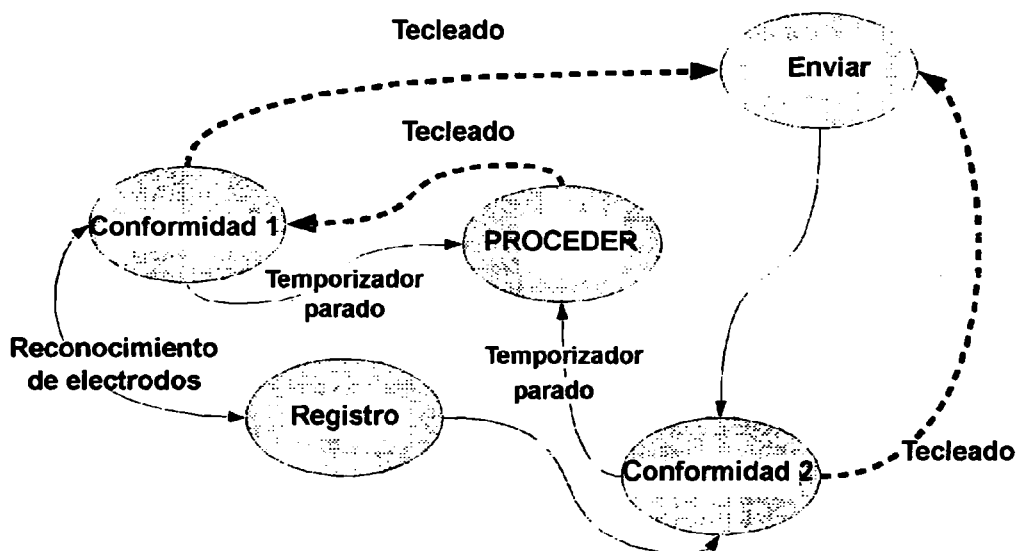 Tecleado
Enviar
Tecleado
Conformidad 1
PROCEDER
Temporizador
parado
Reconocimiento
de electrodos
Temporizador
parado
Registro
Conformidad 2
Tecleado